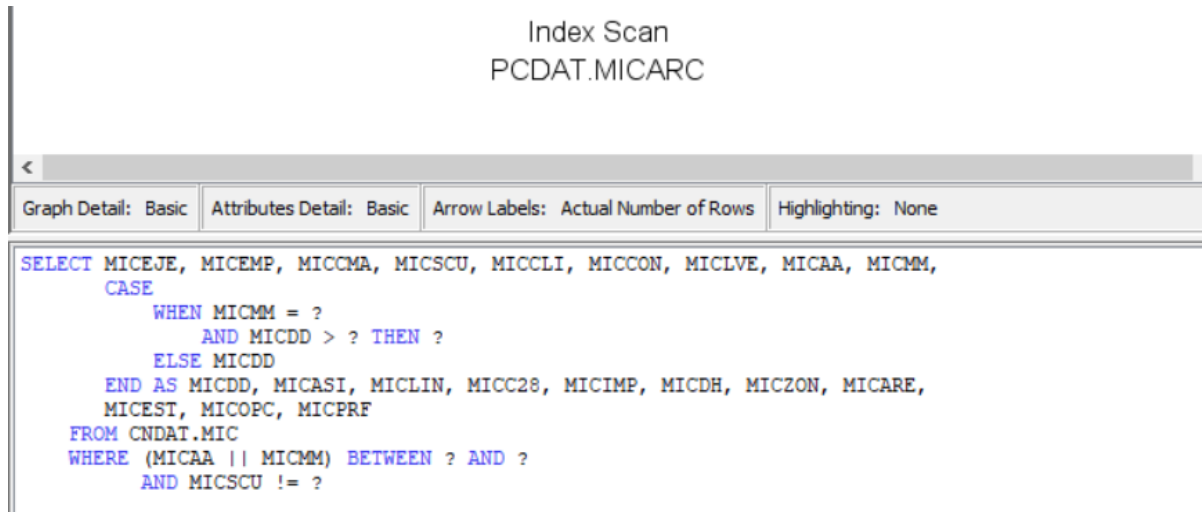 Index Scan
PCDAT.MICARC
Graph Detail: Basic Attributes Detail: Basic Arrow Labels: Actual Number of Rows Highlighting: None
SELECT MICEJE, MICEMP, MICCMA, MICSCU, MICCLI, MICCON, MICLVE, MICAA, MICMM,
CASE
WHEN MICMM = ?
AND MICDD > ? THEN ?
ELSE MICDD
END AS MICDD, MICASI, MICLIN, MICC28, MICIMP, MICDH, MICZON, MICARE,
MICEST, MICOPC, MICPRF
FROM CNDAT.MIC
WHERE (MICAA || MICMM) BETWEEN ? AND ?
AND MICSCU != ?